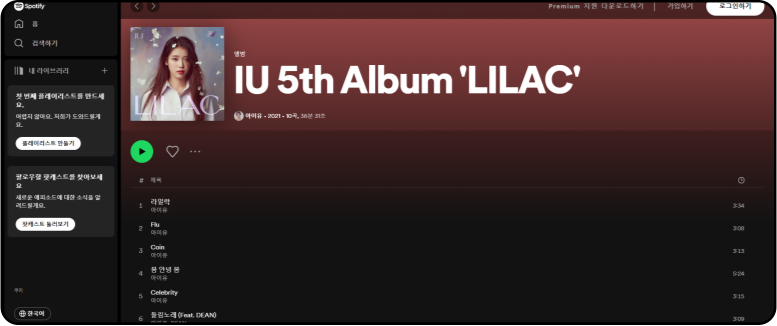 Spotify
홈
검색하기
내 라이브러리
첫 번째 플레이리스트를 만드세
요.
어렵지 않아요. 저희가 도와드릴게
요.
플레이리스트 만들기
팔로우할 팟캐스트를 찾아보세
요
새로운 에피소드에 대한 소식을 알
려드릴게요.
팟캐스트 둘러보기
쿠키
한국어
Premium 지원 다운로드하기
가입하기
로그인하기
LILAC
앨범
IU 5th Album 'LILAC'
아이유 • 2021 • 10곡, 36분 31초
# 제목
1 라일락 3:34
아이유
2 Flu 3:08
아이유
3 Coin 3:13
아이유
4 봄 안녕 봄 5:24
아이유
5 Celebrity 3:15
아이유
6 돌림노래 (Feat. DEAN) 3:09